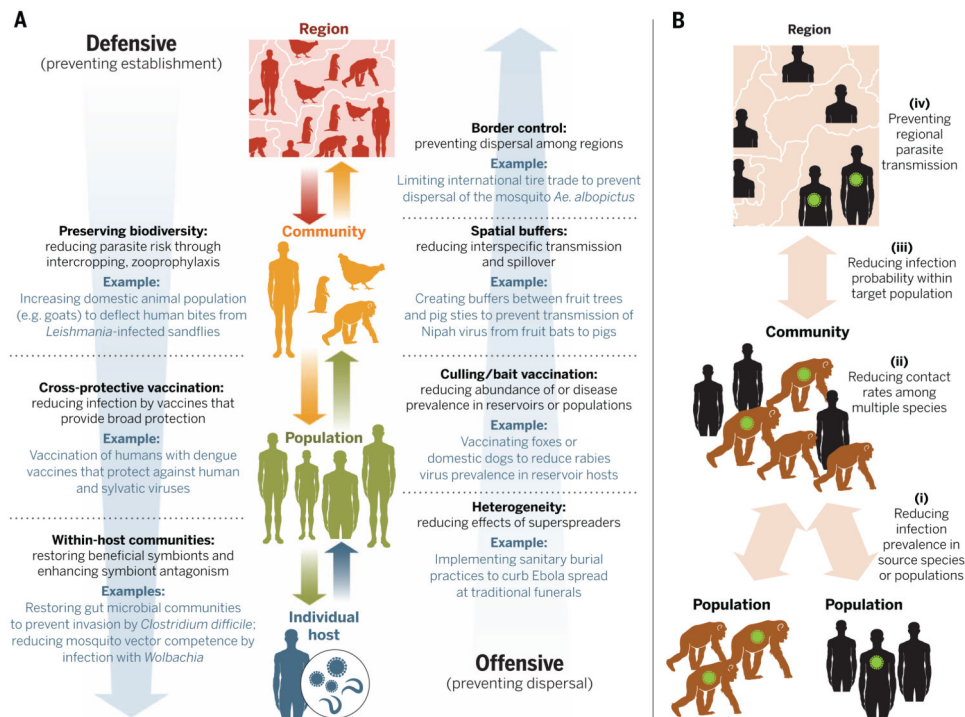 A
Defensive
(preventing establishment)
Region
Border control:
preventing dispersal among regions
Example:
Limiting international tire trade to prevent
dispersal of the mosquito Ae. albopictus
Preserving biodiversity:
reducing parasite risk through
intercropping, zooprophylaxis
Example:
Increasing domestic animal population
(e.g. goats) to deflect human bites from
Leishmania-infected sandflies
Community
Spatial buffers:
reducing interspecific transmission
and spillover
Example:
Creating buffers between fruit trees
and pig sties to prevent transmission of
Nipah virus from fruit bats to pigs
Cross-protective vaccination:
reducing infection by vaccines that
provide broad protection
Example:
Vaccination of humans with dengue
vaccines that protect against human
and sylvatic viruses
Population
Culling/bait vaccination:
reducing abundance of or disease
prevalence in reservoirs or populations
Example:
Vaccinating foxes or
domestic dogs to reduce rabies
virus prevalence in reservoir hosts
Within-host communities:
restoring beneficial symbionts and
enhancing symbiont antagonism
Examples:
Restoring gut microbial communities
to prevent invasion by Clostridium difficile;
reducing mosquito vector competence by
infection with Wolbachia
Heterogeneity:
reducing effects of superspreaders
Example:
Implementing sanitary burial
practices to curb Ebola spread
at traditional funerals
Individual
host
Offensive
(preventing dispersal)
B
Region
(iv)
Preventing
regional
parasite
transmission
(iii)
Reducing infection
probability within
target population
Community
(ii)
Reducing contact
rates among
multiple species
(i)
Reducing
infection
prevalence in
source species
or populations
Population
Population